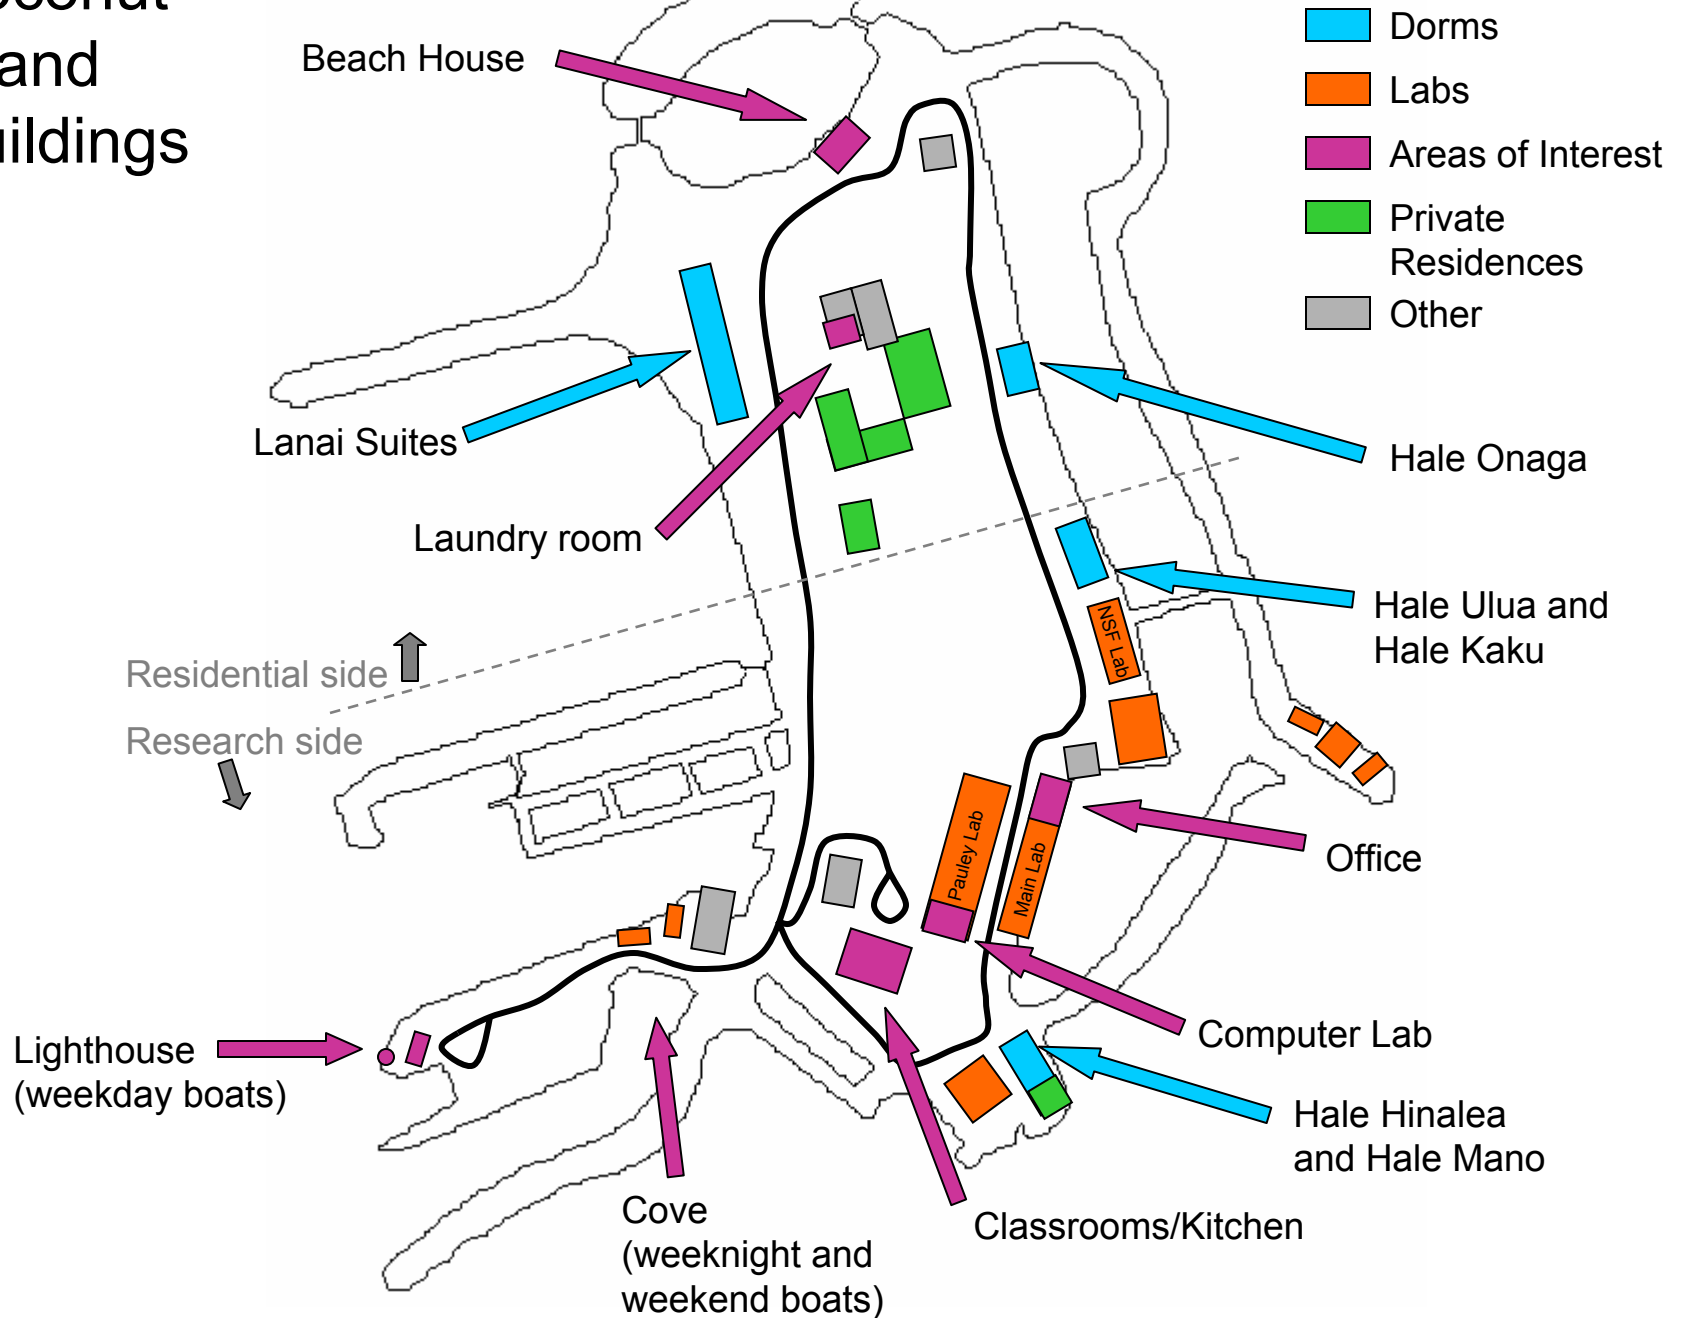 and
Beach House
Dorms
Labs
Areas of Interest
Private
Residences
Other
Lanai Suites
Hale Onaga
Laundry room
Hale Ulua and
Hale Kaku
NSF Lab
Residential side
Research side
Pauley Lab
Main Lab
Office
Computer Lab
Lighthouse
(weekday boats)
Hale Hinalea
and Hale Mano
Cove
(weeknight and
weekend boats)
Classrooms/Kitchen